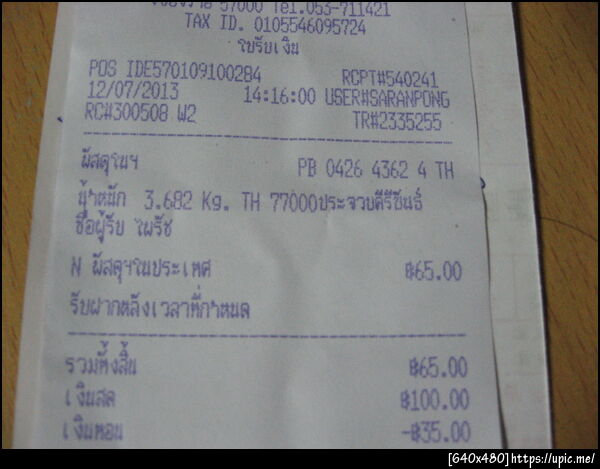 57000 Tel.053-711421
TAX ID. 0105546095724
ใบรับเงิน
POS IDE570109100284 RCPT#540241
12/07/2013 14:16:00 USER#SARANPONG
RC#300508 W2 TR#2335255
พัสดุในฯ PB 0426 4362 4 TH
น้ำหนัก 3.682 Kg. TH 77000ประจวบคีรีขันธ์
ชื่อผู้รับ ไพรัช
N พัสดุฯในประเทศ ฿65.00
รับฝากหลังเวลาที่กำหนด
รวมทั้งสิ้น ฿65.00
เงินสด ฿100.00
เงินทอน -฿35.00
[640x480]https://upic.me/